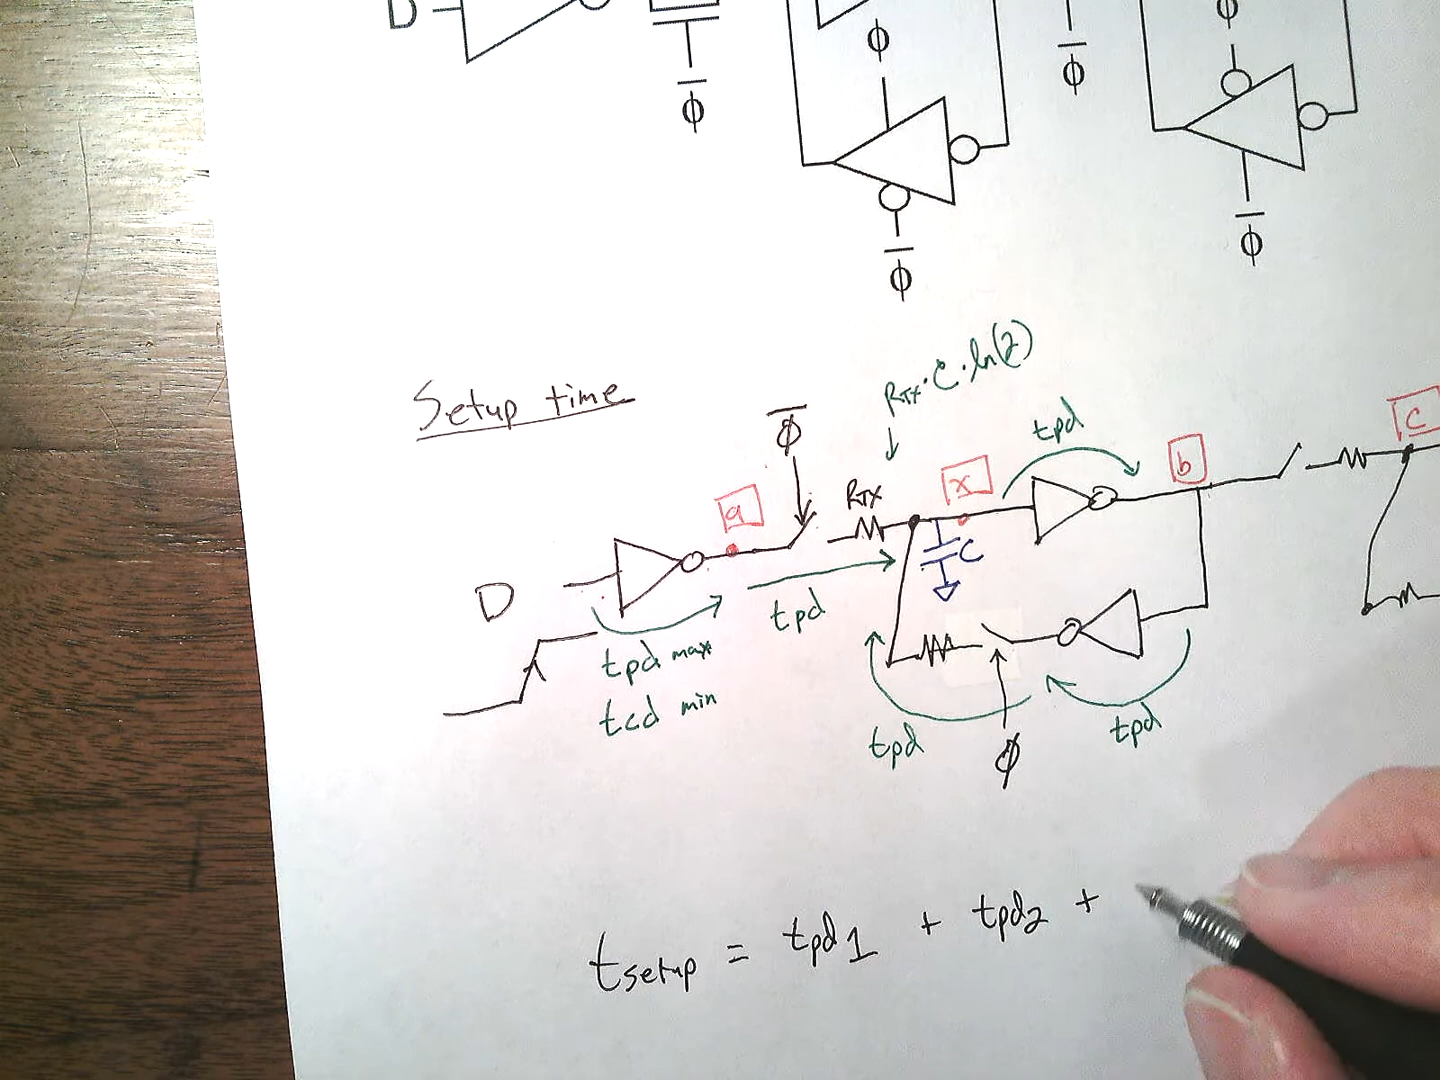 D
ϕ
ϕ
ϕ̅
ϕ̅
ϕ̅
ϕ̅
RTX · C · ln(2)
Setup time
ϕ̅
tpd
C
b
x
RTX
a
C
D
tpd
tpd max
tcd min
tpd
tpd
ϕ
tsetup = tpd1 + tpd2 +